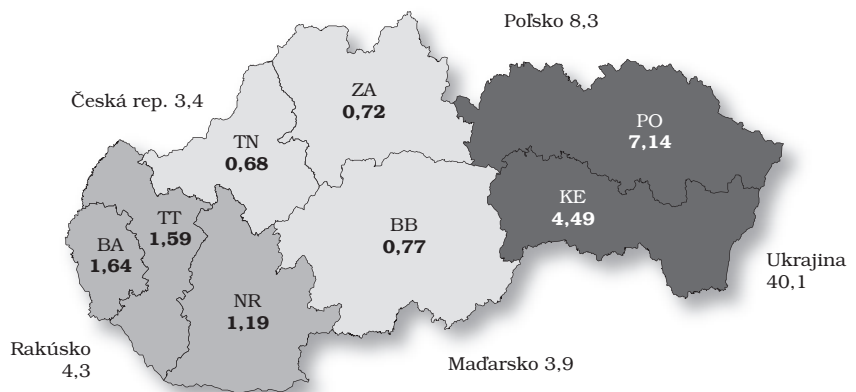 Poľsko 8,3
ZA
0,72
Česká rep. 3,4
PO
7,14
TN
0,68
KE
4,49
TT
1,59
BB
0,77
BA
1,64
Ukrajina
40,1
NR
1,19
Rakúsko
4,3
Maďarsko 3,9